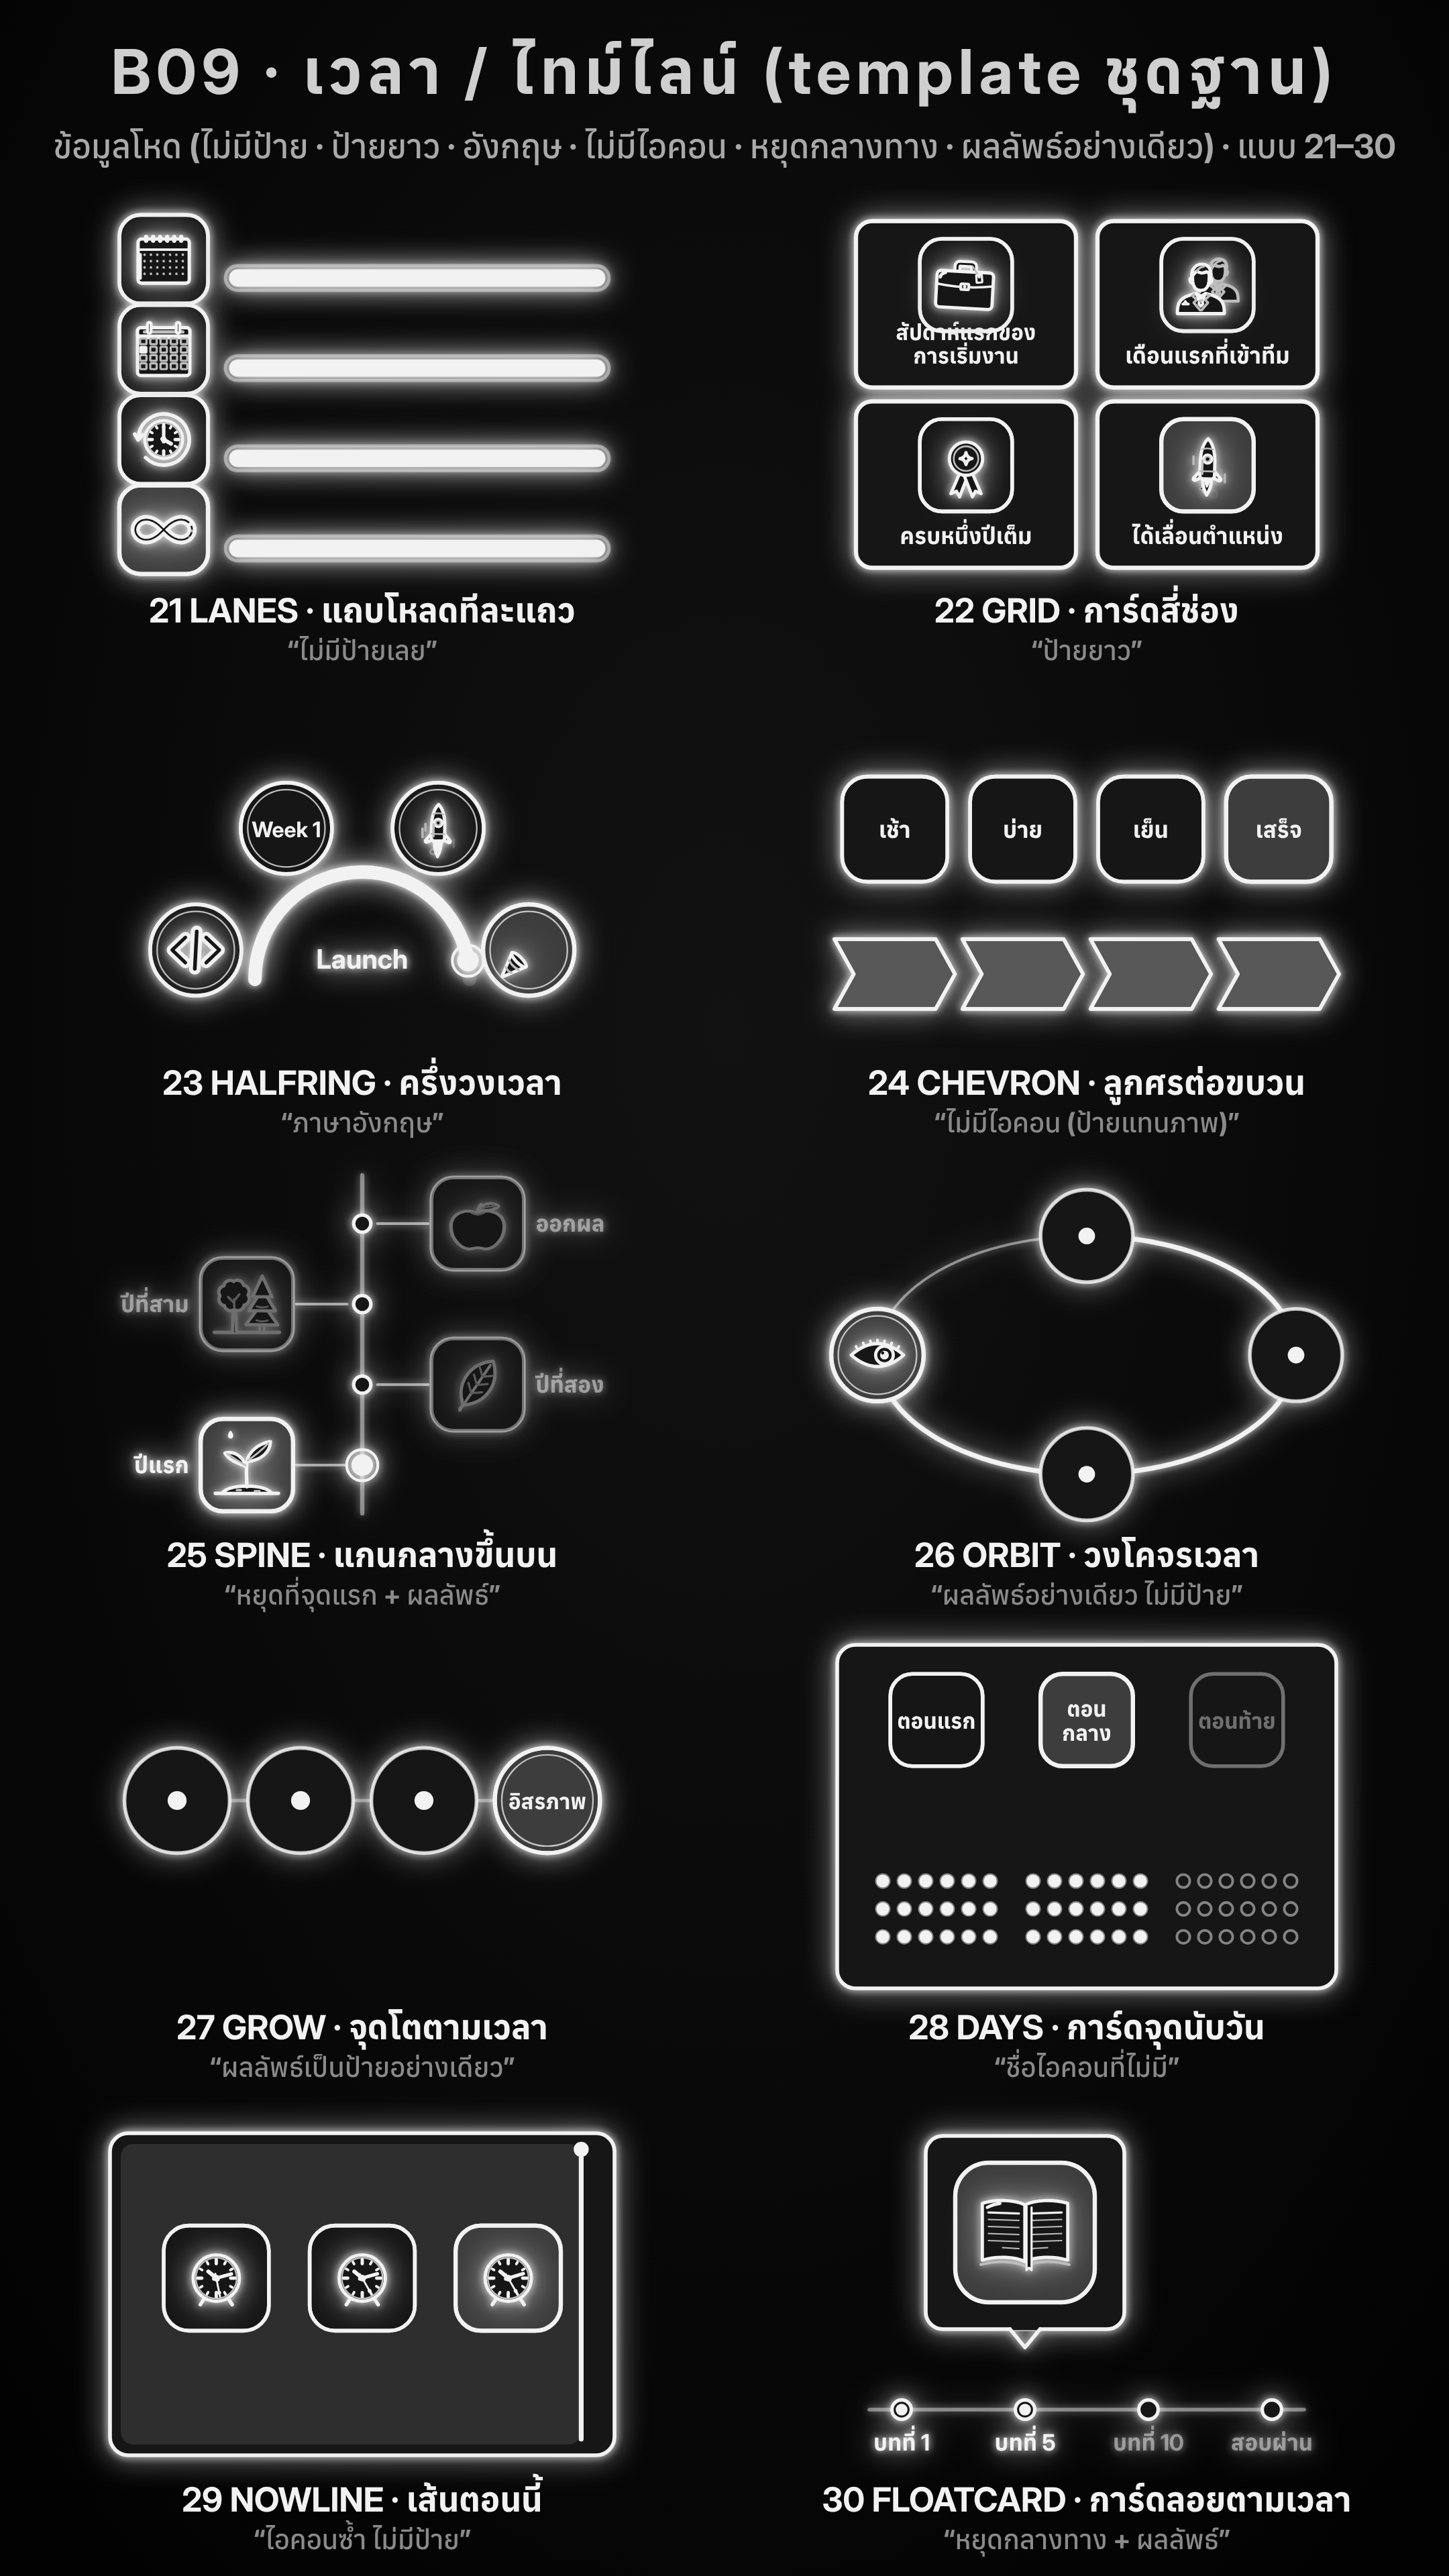 B09 · เวลา / ไทม์ไลน์ (template ชุดฐาน)
ข้อมูลโหด (ไม่มีป้าย · ป้ายยาว · อังกฤษ · ไม่มีไอคอน · หยุดกลางทาง · ผลลัพธ์อย่างเดียว) · แบบ 21–30
21 LANES · แถบโหลดทีละแถว
“ไม่มีป้ายเลย”
สัปดาห์แรกของ
การเริ่มงาน
เดือนแรกที่เข้าทีม
ครบหนึ่งปีเต็ม
ได้เลื่อนตำแหน่ง
22 GRID · การ์ดสี่ช่อง
“ป้ายยาว”
Week 1
Launch
23 HALFRING · ครึ่งวงเวลา
“ภาษาอังกฤษ”
เช้า
บ่าย
เย็น
เสร็จ
24 CHEVRON · ลูกศรต่อขบวน
“ไม่มีไอคอน (ป้ายแทนภาพ)”
ออกผล
ปีที่สาม
ปีที่สอง
ปีแรก
25 SPINE · แกนกลางขึ้นบน
“หยุดที่จุดแรก + ผลลัพธ์”
26 ORBIT · วงโคจรเวลา
“ผลลัพธ์อย่างเดียว ไม่มีป้าย”
อิสรภาพ
27 GROW · จุดโตตามเวลา
“ผลลัพธ์เป็นป้ายอย่างเดียว”
ตอนแรก
ตอน
กลาง
ตอนท้าย
28 DAYS · การ์ดจุดนับวัน
“ชื่อไอคอนที่ไม่มี”
29 NOWLINE · เส้นตอนนี้
“ไอคอนซ้ำ ไม่มีป้าย”
บทที่ 1
บทที่ 5
บทที่ 10
สอบผ่าน
30 FLOATCARD · การ์ดลอยตามเวลา
“หยุดกลางทาง + ผลลัพธ์”